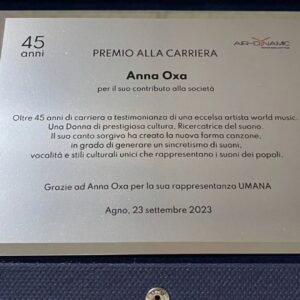 45
anni
AIR-DYNAMIC
PREMIO ALLA CARRIERA
Anna Oxa
per il suo contributo alla società
Oltre 45 anni di carriera a testimonianza di una eccelsa artista world music.
Una Donna di prestigiosa cultura, Ricercatrice del suono.
Il suo canto sorgivo ha creato la nuova forma canzone,
in grado di generare un sincretismo di suoni,
vocalità e stili culturali unici che rappresentano i suoni dei popoli.
Grazie ad Anna Oxa per la sua rappresentanza UMANA
Agno, 23 settembre 2023